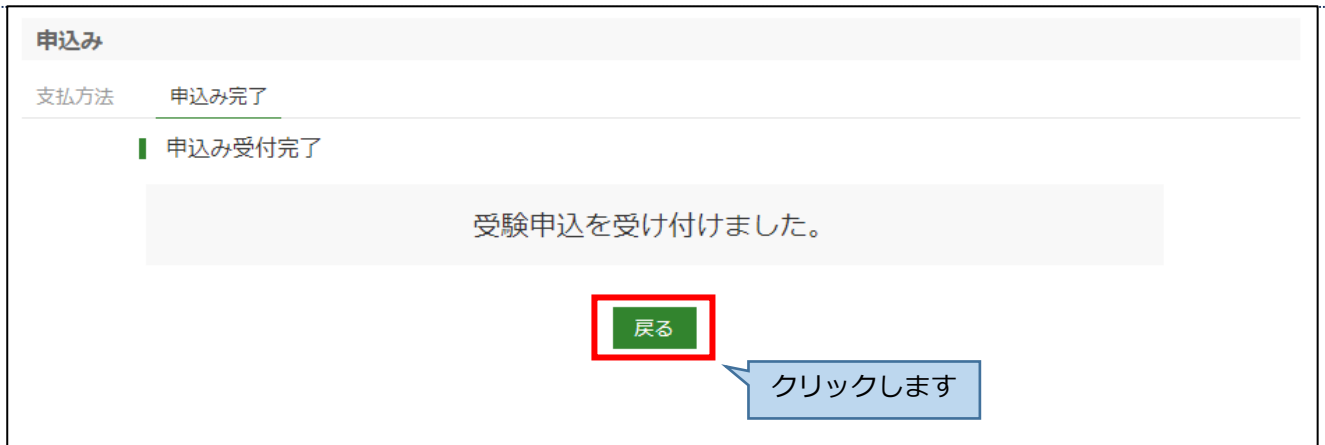 申込み
支払方法 申込み完了
申込み受付完了
受験申込を受け付けました。
戻る
クリックします